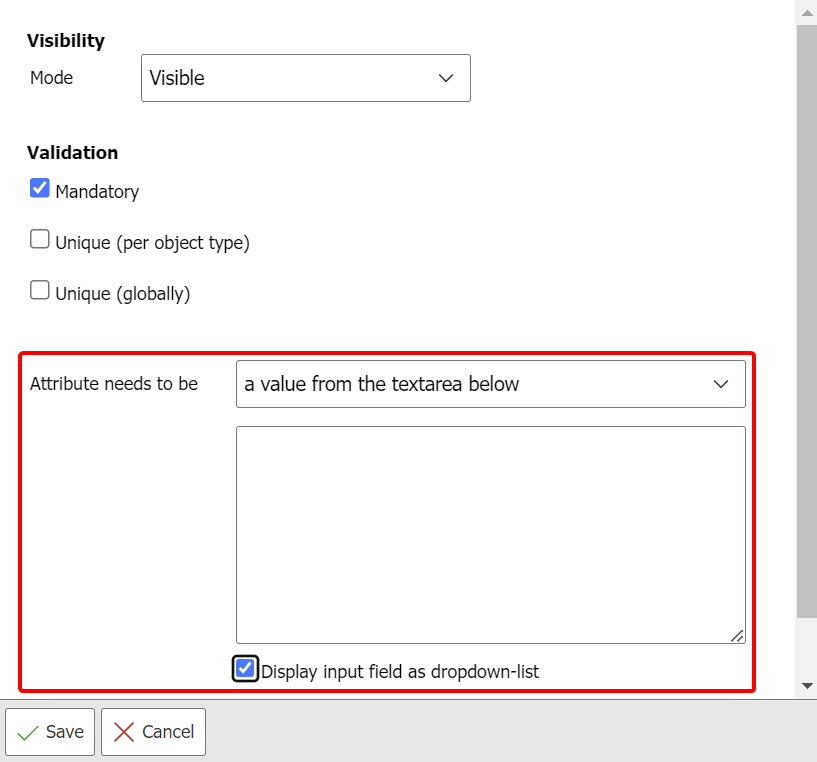 Visibility
Mode Visible
Validation
Mandatory
Unique (per object type)
Unique (globally)
Attribute needs to be a value from the textarea below
Display input field as dropdown-list
Save Cancel